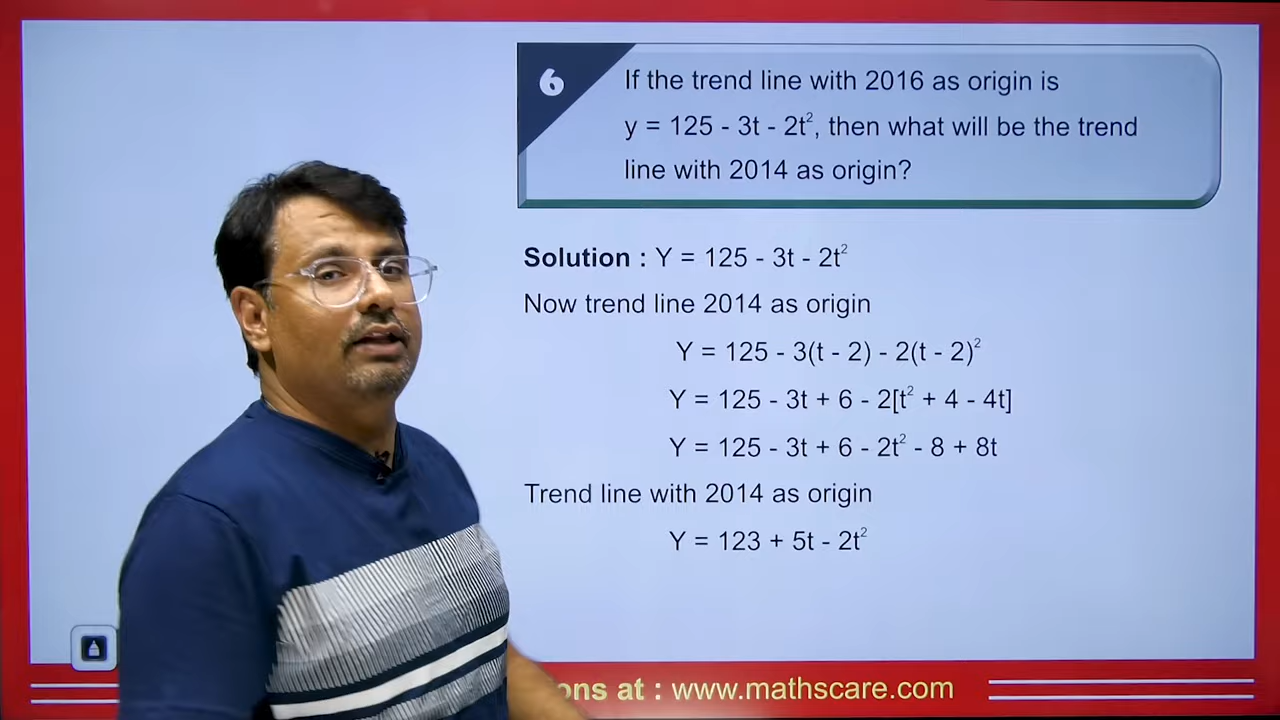 6
If the trend line with 2016 as origin is
y = 125 - 3t - 2t², then what will be the trend
line with 2014 as origin?
Solution : Y = 125 - 3t - 2t²
Now trend line 2014 as origin
Y = 125 - 3(t - 2) - 2(t - 2)²
Y = 125 - 3t + 6 - 2[t² + 4 - 4t]
Y = 125 - 3t + 6 - 2t² - 8 + 8t
Trend line with 2014 as origin
Y = 123 + 5t - 2t²
at : www.mathscare.com